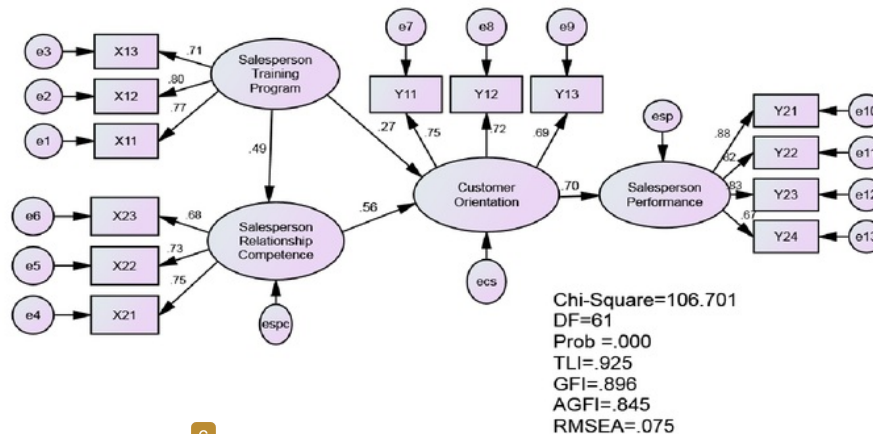 e7
e8
e9
e3
X13
.71
Salesperson
Training
Program
e2
X12
.80
e1
X11
.77
Y11
Y12
Y13
.75
.72
.69
esp
Y21
e10
.88
Y22
e11
.82
Y23
e12
.83
Y24
e13
.67
.27
.49
Customer
Orientation
.70
Salesperson
Performance
e6
X23
.68
Salesperson
Relationship
Competence
.56
e5
X22
.73
e4
X21
.75
espc
ecs
Chi-Square=106.701
DF=61
Prob =.000
TLI=.925
GFI=.896
AGFI=.845
RMSEA=.075